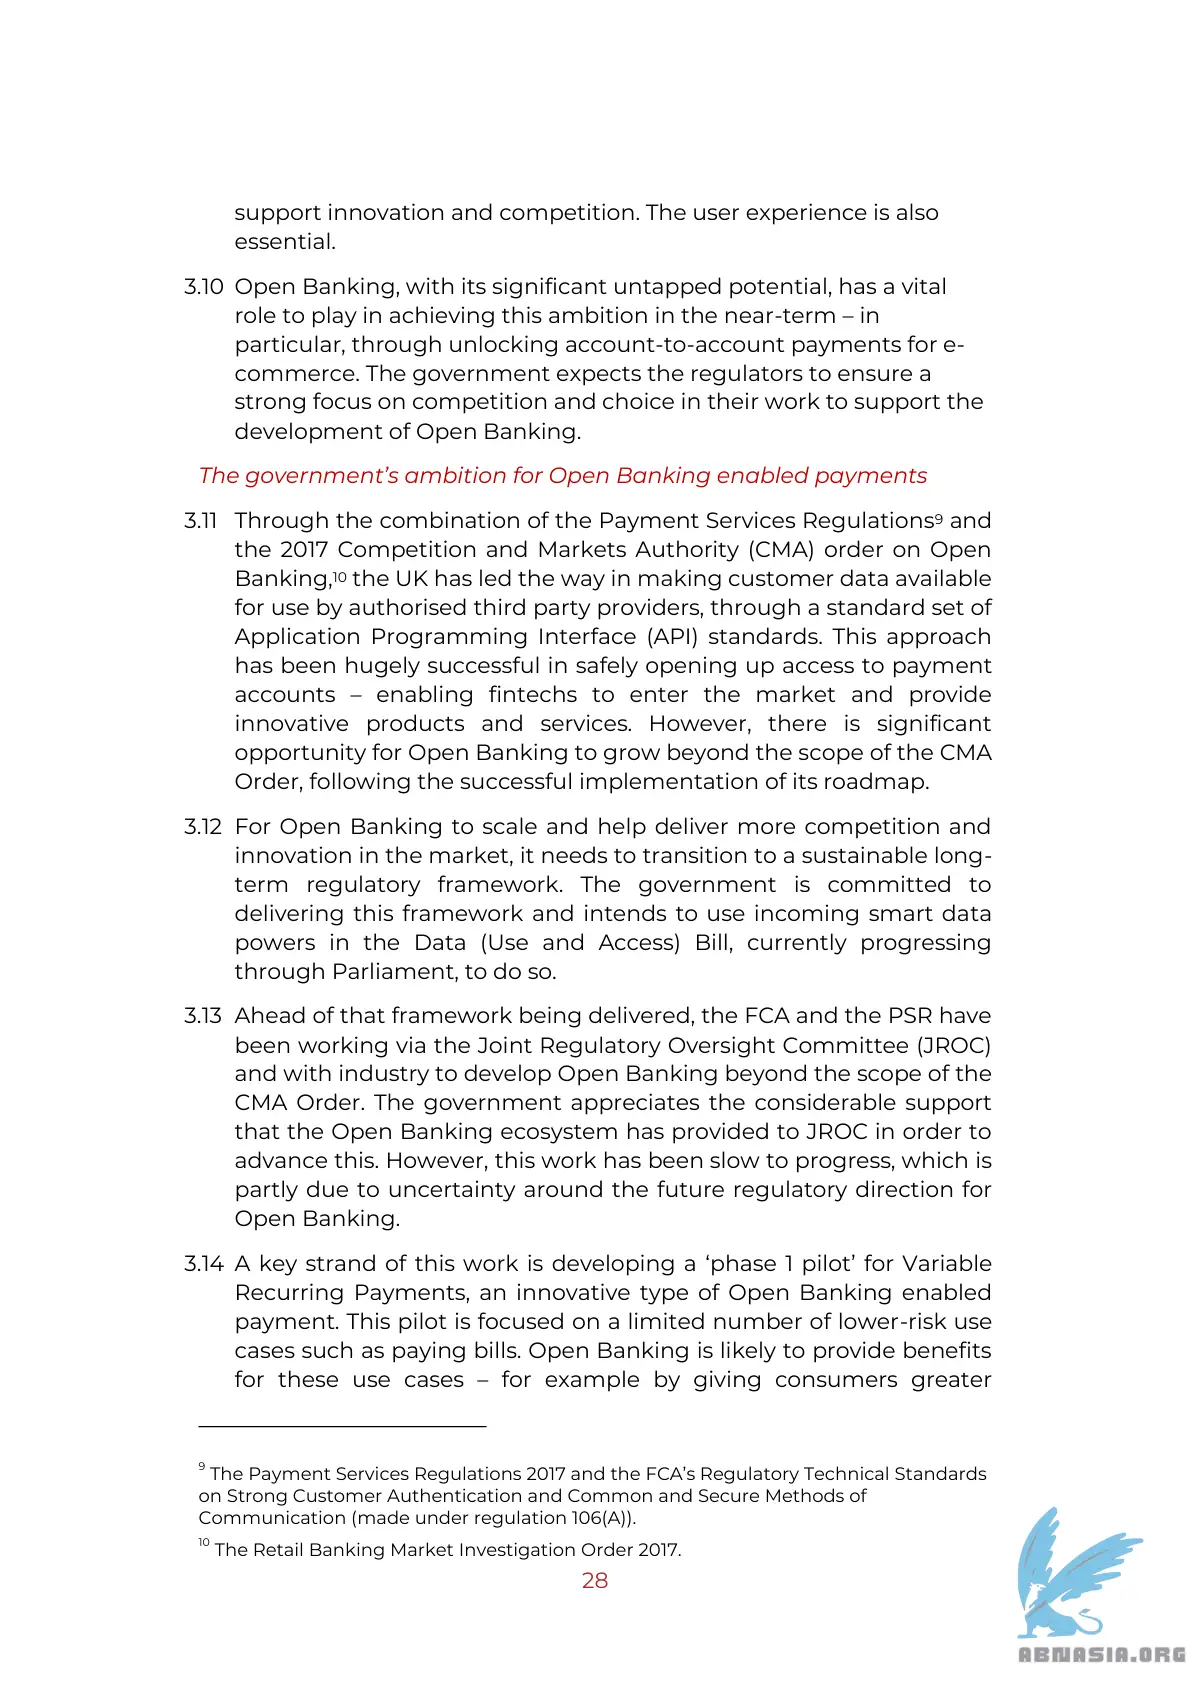 support innovation and competition. The user experience is also
essential.
3.10 Open Banking, with its significant untapped potential, has a vital
role to play in achieving this ambition in the near-term – in
particular, through unlocking account-to-account payments for e-
commerce. The government expects the regulators to ensure a
strong focus on competition and choice in their work to support the
development of Open Banking.
The government’s ambition for Open Banking enabled payments
3.11 Through the combination of the Payment Services Regulations⁹ and
the 2017 Competition and Markets Authority (CMA) order on Open
Banking,¹⁰ the UK has led the way in making customer data available
for use by authorised third party providers, through a standard set of
Application Programming Interface (API) standards. This approach
has been hugely successful in safely opening up access to payment
accounts – enabling fintechs to enter the market and provide
innovative products and services. However, there is significant
opportunity for Open Banking to grow beyond the scope of the CMA
Order, following the successful implementation of its roadmap.
3.12 For Open Banking to scale and help deliver more competition and
innovation in the market, it needs to transition to a sustainable long-
term regulatory framework. The government is committed to
delivering this framework and intends to use incoming smart data
powers in the Data (Use and Access) Bill, currently progressing
through Parliament, to do so.
3.13 Ahead of that framework being delivered, the FCA and the PSR have
been working via the Joint Regulatory Oversight Committee (JROC)
and with industry to develop Open Banking beyond the scope of the
CMA Order. The government appreciates the considerable support
that the Open Banking ecosystem has provided to JROC in order to
advance this. However, this work has been slow to progress, which is
partly due to uncertainty around the future regulatory direction for
Open Banking.
3.14 A key strand of this work is developing a ‘phase 1 pilot’ for Variable
Recurring Payments, an innovative type of Open Banking enabled
payment. This pilot is focused on a limited number of lower-risk use
cases such as paying bills. Open Banking is likely to provide benefits
for these use cases – for example by giving consumers greater
⁹ The Payment Services Regulations 2017 and the FCA’s Regulatory Technical Standards
on Strong Customer Authentication and Common and Secure Methods of
Communication (made under regulation 106(A)).
¹⁰ The Retail Banking Market Investigation Order 2017.
28
ABNASIA.ORG